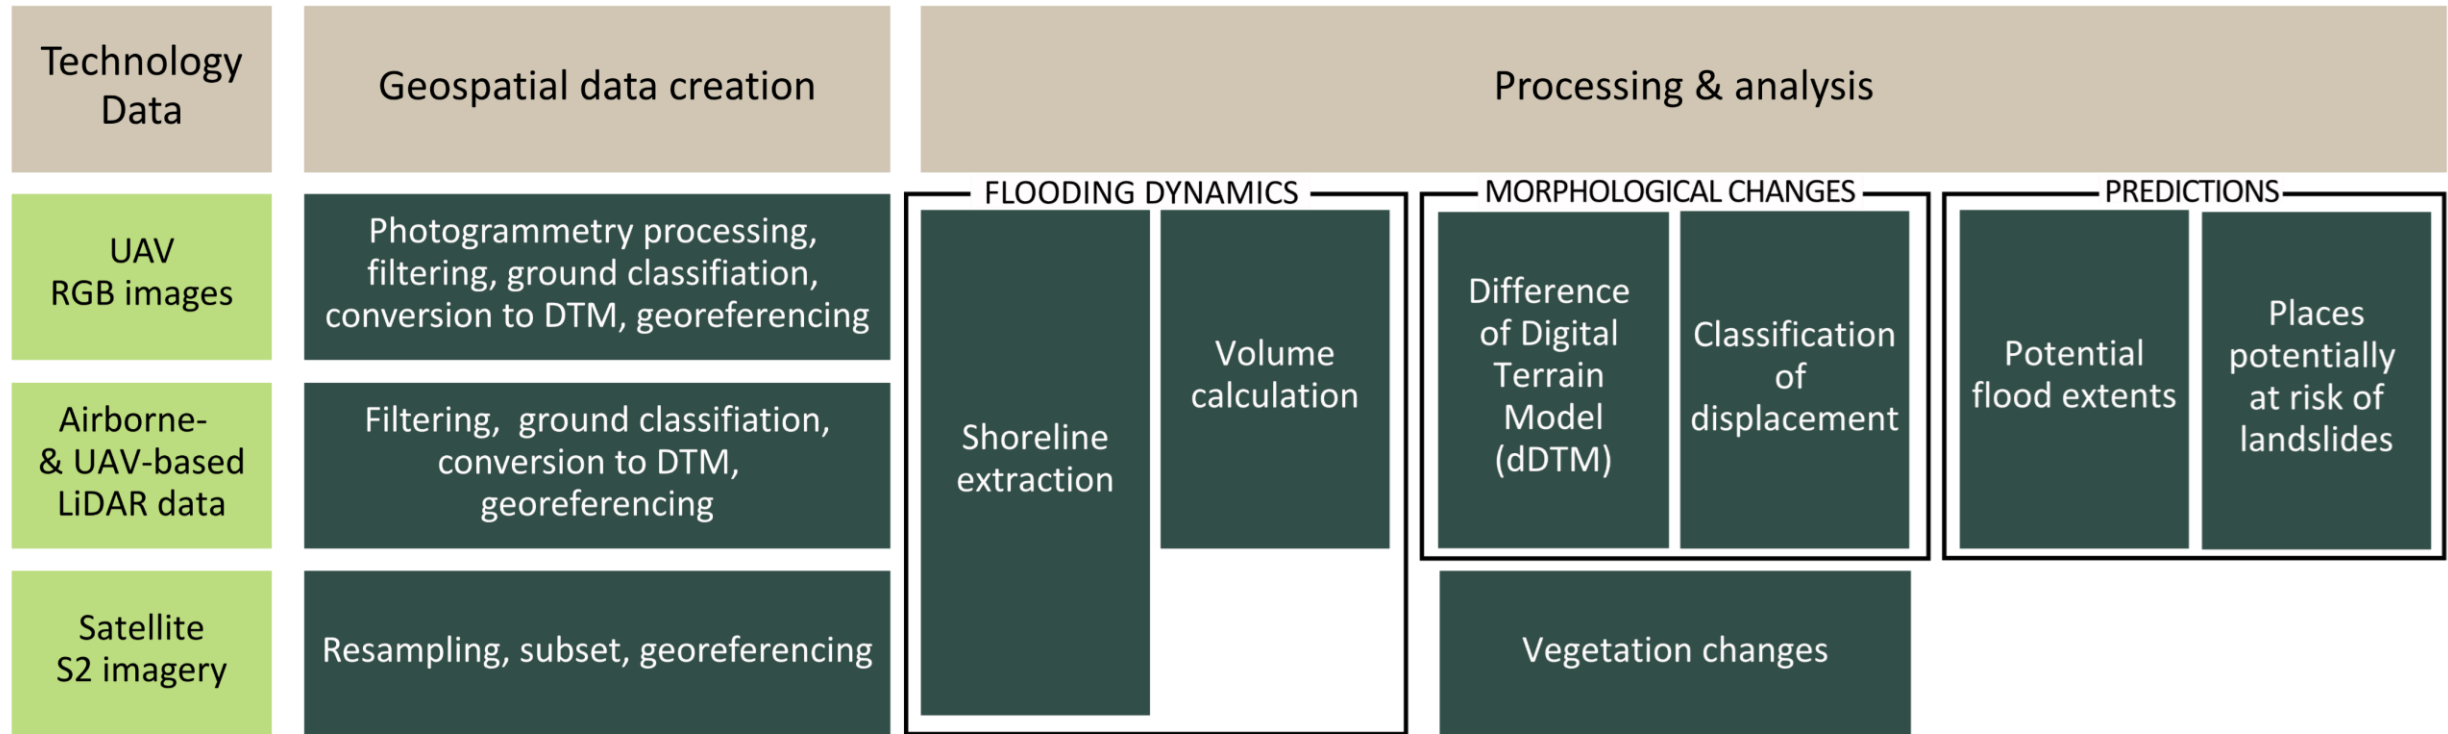 Technology
Data
Geospatial data creation
Processing & analysis
UAV
RGB images
Photogrammetry processing,
filtering, ground classifiation,
conversion to DTM, georeferencing
Airborne-
& UAV-based
LiDAR data
Filtering,  ground classifiation,
conversion to DTM,
georeferencing
Satellite
S2 imagery
Resampling, subset, georeferencing
FLOODING DYNAMICS
Shoreline
extraction
Volume
calculation
MORPHOLOGICAL CHANGES
Difference
of Digital
Terrain
Model
(dDTM)
Classification
of
displacement
PREDICTIONS
Potential
flood extents
Places
potentially
at risk of
landslides
Vegetation changes